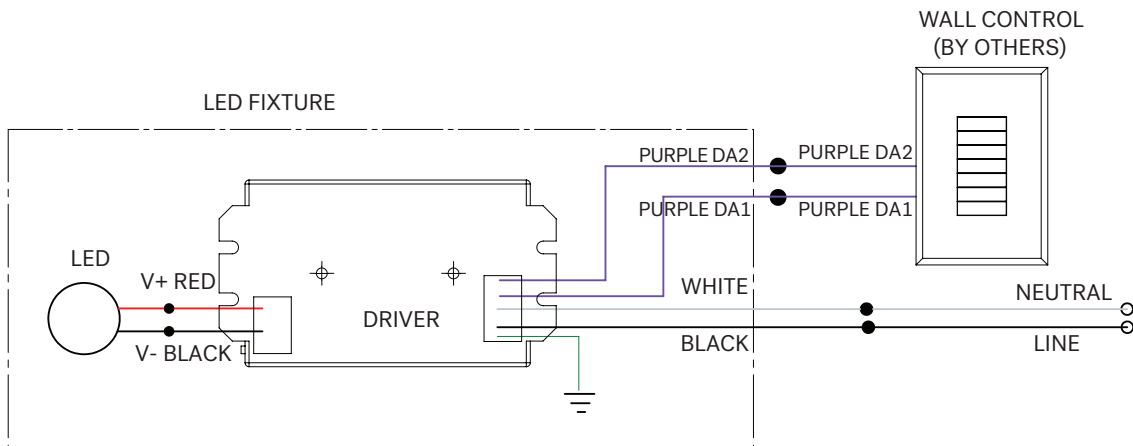 WALL CONTROL
(BY OTHERS)
LED FIXTURE
PURPLE DA2
PURPLE DA2
PURPLE DA1
PURPLE DA1
LED
V+ RED
WHITE
NEUTRAL
DRIVER
V- BLACK
BLACK
LINE